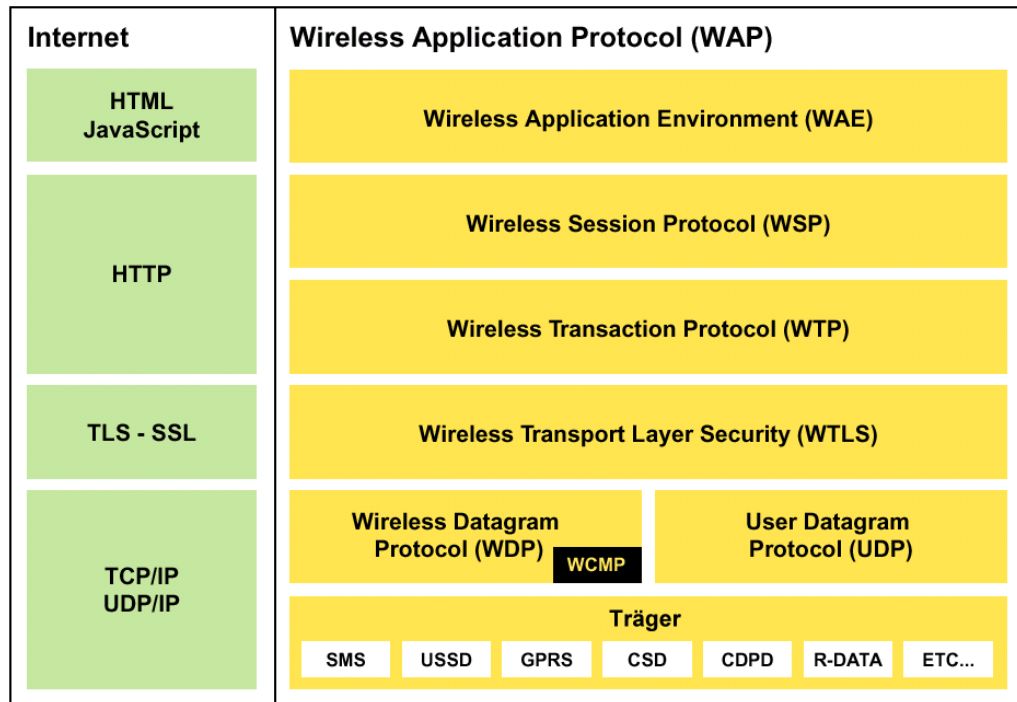 Internet
Wireless Application Protocol (WAP)
HTML
JavaScript
Wireless Application Environment (WAE)
HTTP
Wireless Session Protocol (WSP)
Wireless Transaction Protocol (WTP)
TLS - SSL
Wireless Transport Layer Security (WTLS)
TCP/IP
UDP/IP
Wireless Datagram
Protocol (WDP)
WCMP
User Datagram
Protocol (UDP)
Träger
SMS
USSD
GPRS
CSD
CDPD
R-DATA
ETC...